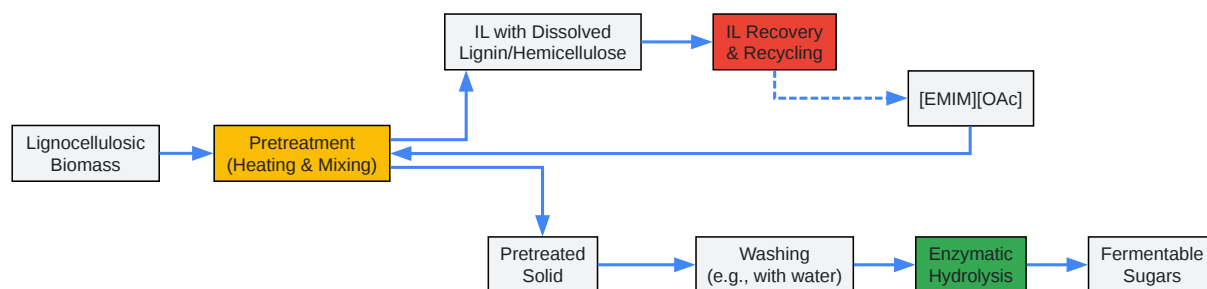 IL with Dissolved
Lignin/Hemicellulose
IL Recovery
& Recycling
[EMIM][OAc]
Lignocellulosic
Biomass
Pretreatment
(Heating & Mixing)
Pretreated
Solid
Washing
(e.g., with water)
Enzymatic
Hydrolysis
Fermentable
Sugars